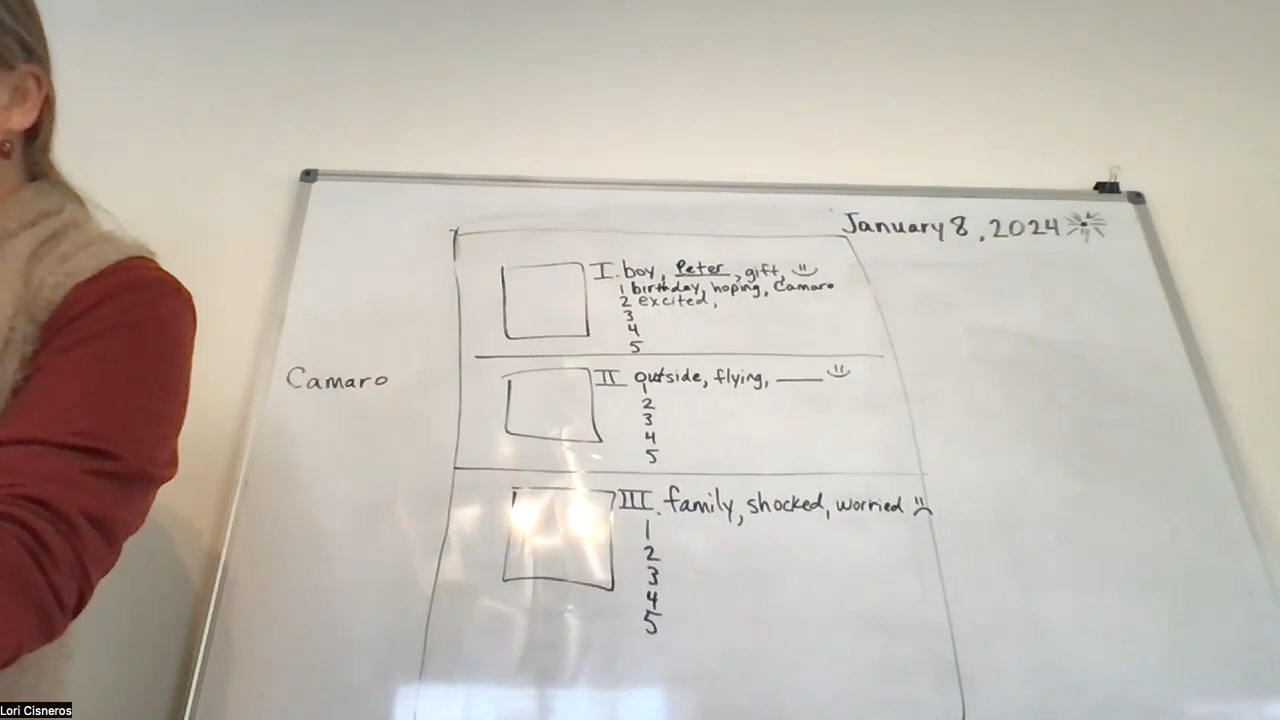 January 8, 2024
I. boy, Peter, gift,
1 birthday, hoping, Camaro
2 excited,
3
4
5
Camaro
II outside, flying, ____
1
2
3
4
5
III. family, shocked, worried
1
2
3
4
5
Lori Cisneros